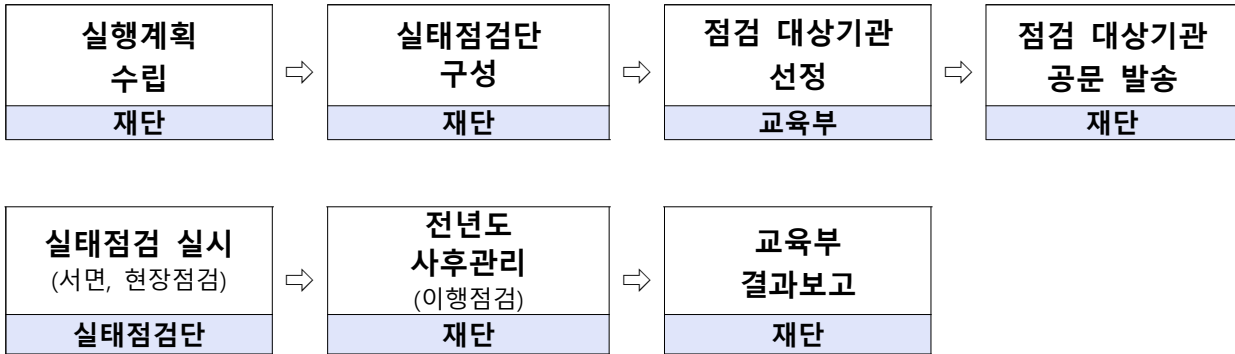 실행계획
수립
재단
⇨
실태점검단
구성
재단
⇨
점검 대상기관
선정
교육부
⇨
점검 대상기관
공문 발송
재단
실태점검 실시
(서면, 현장점검)
실태점검단
⇨
전년도
사후관리
(이행점검)
재단
⇨
교육부
결과보고
재단